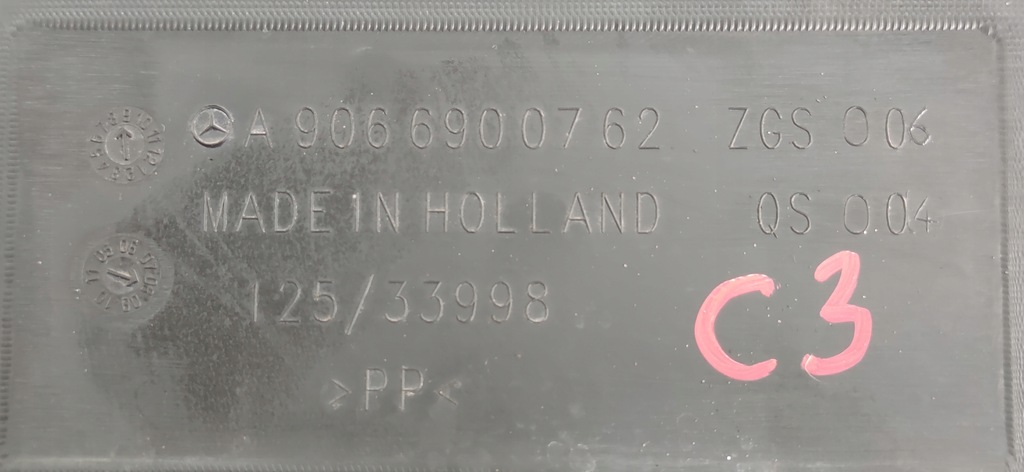 A 906 690 07 62 ZGS 006
MADE IN HOLLAND QS 004
125/33998
>PP<
C3